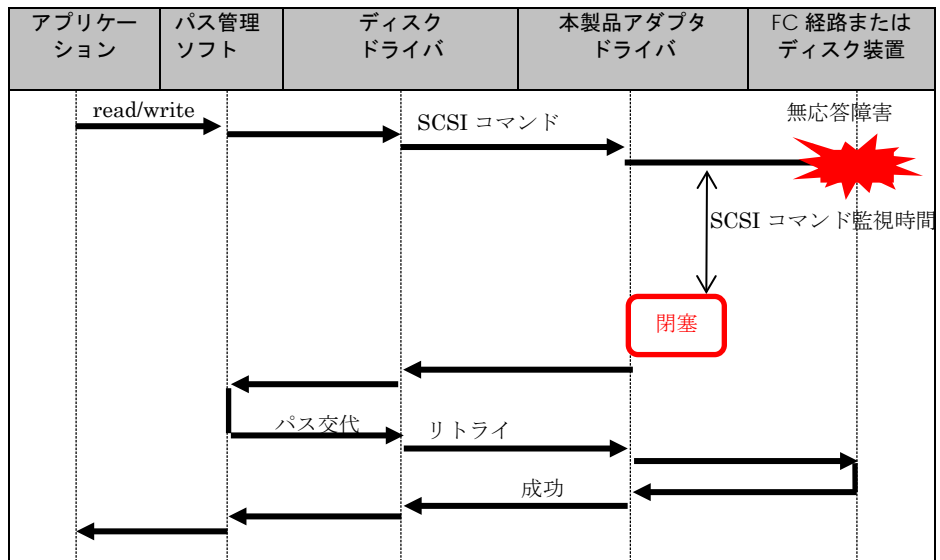 アプリケー
ション
パス管理
ソフト
ディスク
ドライバ
本製品アダプタ
ドライバ
FC 経路または
ディスク装置
read/write
SCSI コマンド
無応答障害
SCSI コマンド監視時間
閉塞
パス交代
リトライ
成功